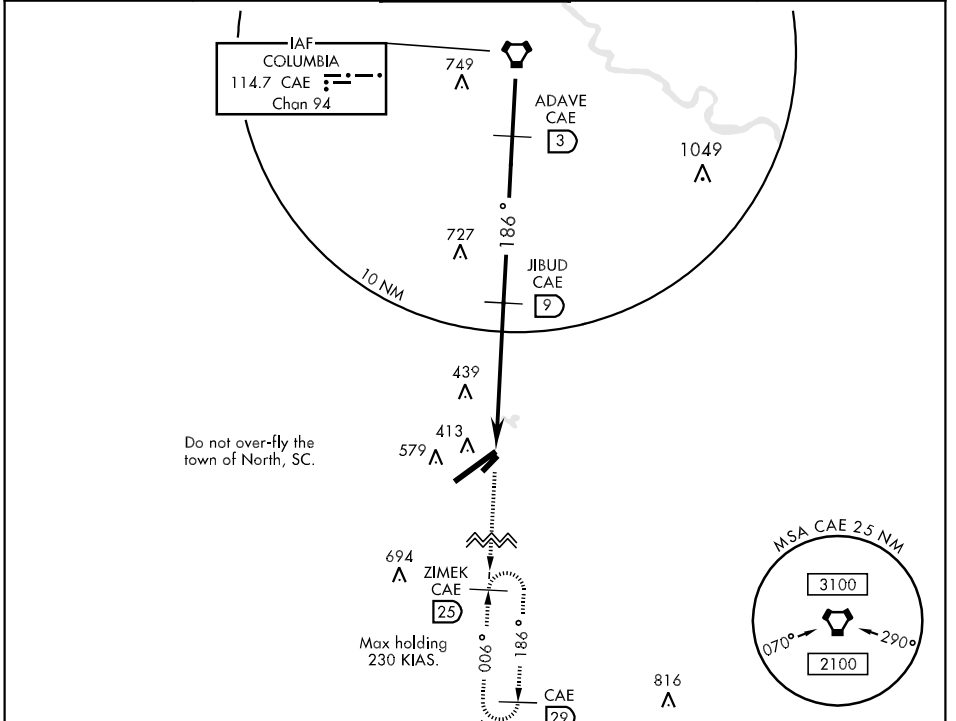 IAF
COLUMBIA
114.7 CAE
Chan 94
749
ADAVE
CAE
3
1049
186°
727
JIBUD
CAE
9
10 NM
439
413
579
Do not over-fly the
town of North, SC.
694
ZIMEK
CAE
25
Max holding
230 KIAS.
006°
186°
CAE
29
816
MSA CAE 25 NM
3100
070°
290°
2100